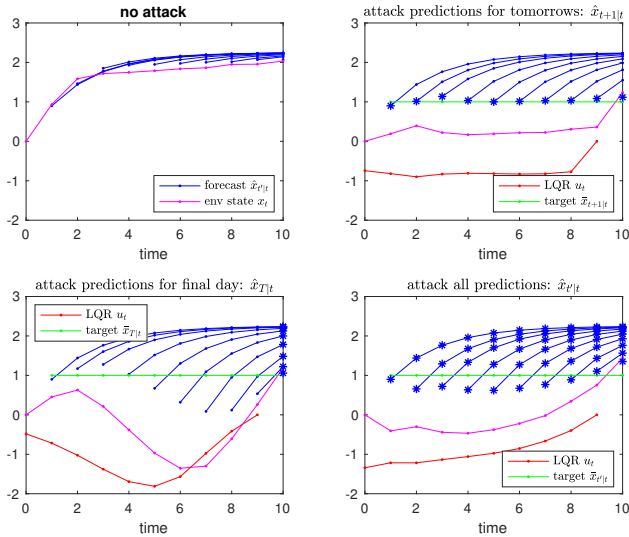 no attack
3
2
1
0
-1
-2
0 2 4 6 8 10
time
forecast x̂_{t'|t}
env state x_t
attack predictions for tomorrows: x̂_{t+1|t}
3
2
1
0
-1
-2
0 2 4 6 8 10
time
LQR u_t
target x̄_{t+1|t}
attack predictions for final day: x̂_{T|t}
3
2
1
0
-1
-2
0 2 4 6 8 10
time
LQR u_t
target x̄_{T|t}
attack all predictions: x̂_{t'|t}
3
2
1
0
-1
-2
0 2 4 6 8 10
time
LQR u_t
target x̄_{t'|t}